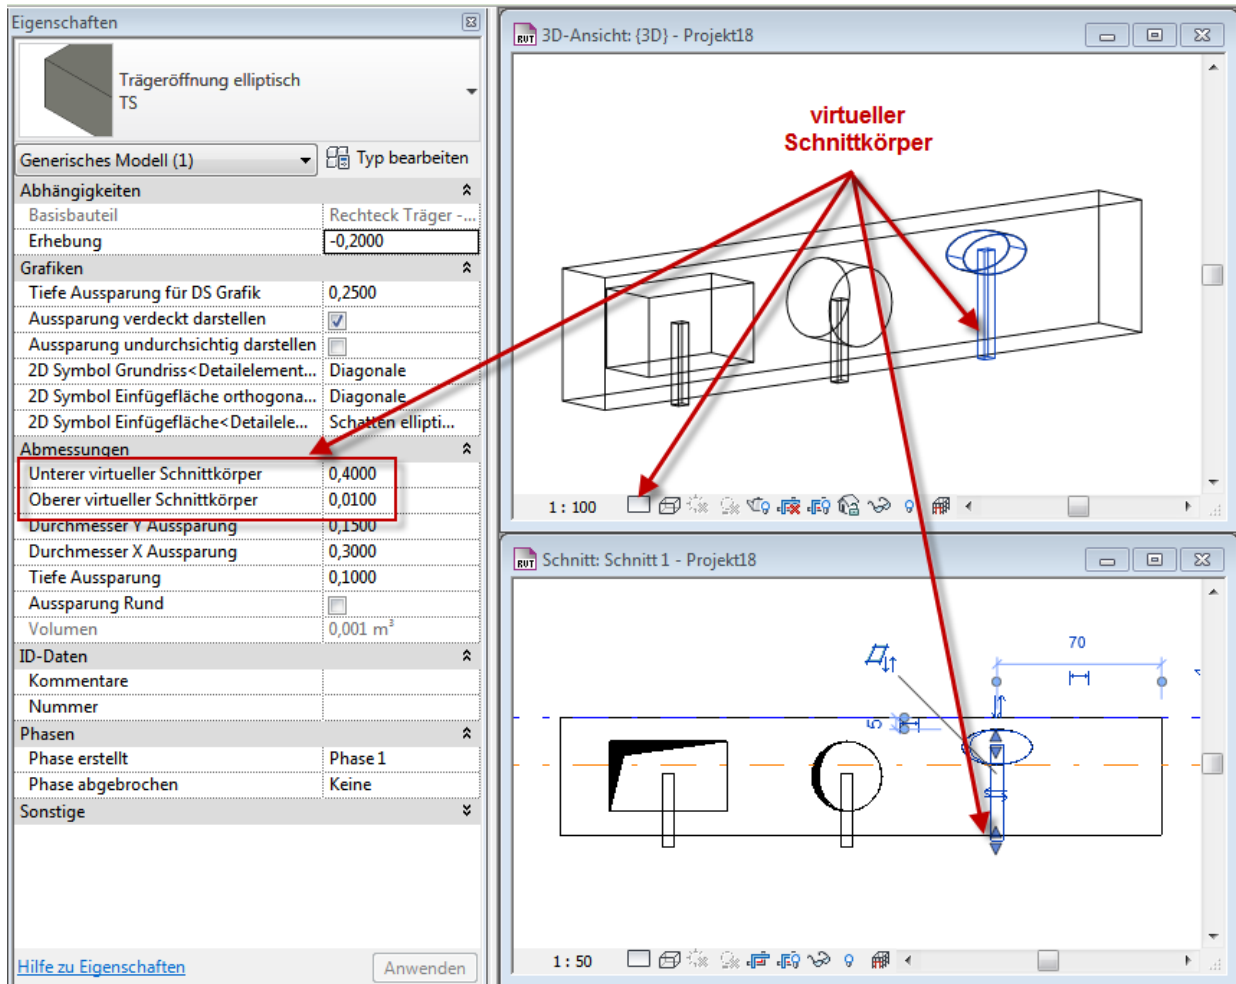 Eigenschaften
Trägeröffnung elliptisch
TS
Generisches Modell (1)
Typ bearbeiten
Abhängigkeiten
Basisbauteil Rechteck Träger -...
Erhebung -0,2000
Grafiken
Tiefe Aussparung für DS Grafik 0,2500
Aussparung verdeckt darstellen
Aussparung undurchsichtig darstellen
2D Symbol Grundriss<Detailelement... Diagonale
2D Symbol Einfügefläche orthogona... Diagonale
2D Symbol Einfügefläche<Detailele... Schatten ellipti...
Abmessungen
Unterer virtueller Schnittkörper 0,4000
Oberer virtueller Schnittkörper 0,0100
Durchmesser Y Aussparung 0,1500
Durchmesser X Aussparung 0,3000
Tiefe Aussparung 0,1000
Aussparung Rund
Volumen 0,001 m³
ID-Daten
Kommentare
Nummer
Phasen
Phase erstellt Phase 1
Phase abgebrochen Keine
Sonstige
Hilfe zu Eigenschaften
Anwenden
RVT 3D-Ansicht: {3D} - Projekt18
virtueller
Schnittkörper
1 : 100
RVT Schnitt: Schnitt 1 - Projekt18
70
5
1 : 50